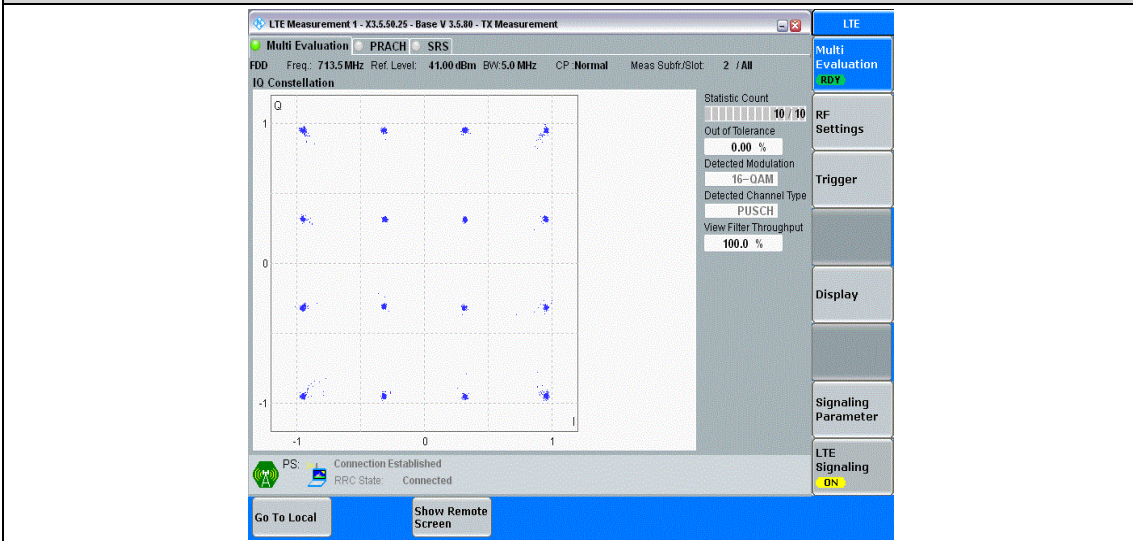 LTE Measurement 1 - X3.5.50.25 - Base V 3.5.80 - TX Measurement
LTE
Multi Evaluation PRACH SRS
Multi
Evaluation
RDY
FDD Freq.: 713.5 MHz Ref. Level: 41.00 dBm BW: 5.0 MHz CP : Normal Meas Subfr./Slot: 2 / All
IQ Constellation
Statistic Count
10 / 10
Out of Tolerance
0.00 %
Detected Modulation
16-QAM
Detected Channel Type
PUSCH
View Filter Throughput
100.0 %
Q
1
0
-1
I
-1 0 1
RF
Settings
Trigger
Display
Signaling
Parameter
LTE
Signaling
ON
PS: Connection Established
RRC State: Connected
Go To Local
Show Remote
Screen